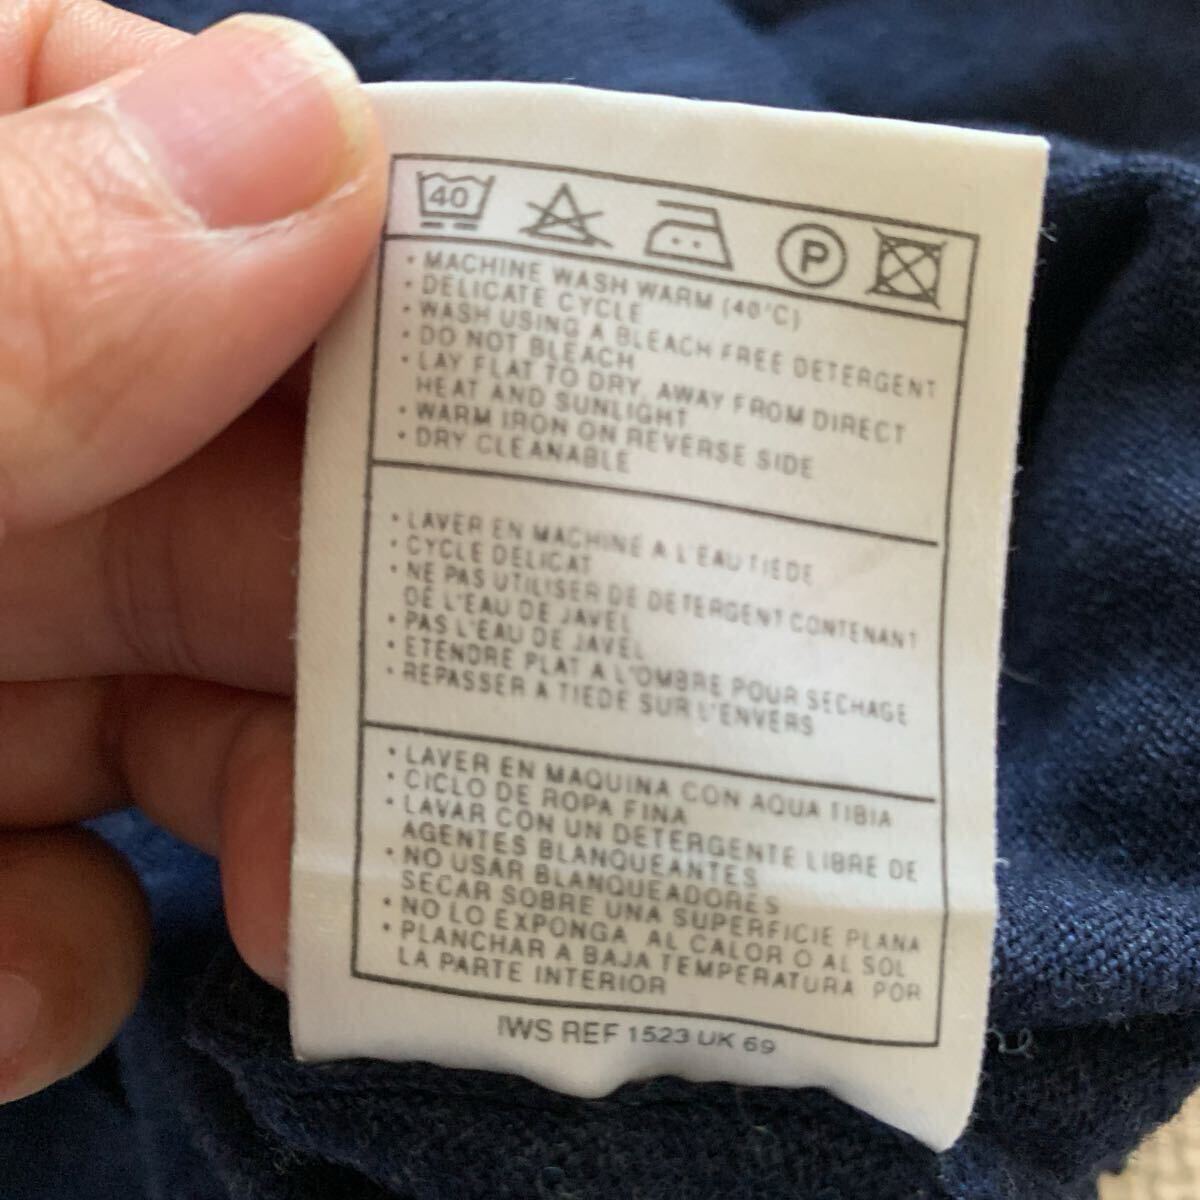 40
P
• MACHINE WASH WARM (40°C)
• DELICATE CYCLE
• WASH USING A BLEACH FREE DETERGENT
• DO NOT BLEACH
• LAY FLAT TO DRY, AWAY FROM DIRECT
HEAT AND SUNLIGHT
• WARM IRON ON REVERSE SIDE
• DRY CLEANABLE
• LAVER EN MACHINE A L'EAU TIEDE
• CYCLE DELICAT
• NE PAS UTILISER DE DETERGENT CONTENANT
DE L'EAU DE JAVEL
• PAS L'EAU DE JAVEL
• ETENDRE PLAT A L'OMBRE POUR SECHAGE
• REPASSER A TIEDE SUR L'ENVERS
• LAVER EN MAQUINA CON AQUA TIBIA
• CICLO DE ROPA FINA
• LAVAR CON UN DETERGENTE LIBRE DE
AGENTES BLANQUEANTES
• NO USAR BLANQUEADORES
SECAR SOBRE UNA SUPERFICIE PLANA
• NO LO EXPONGA AL CALOR O AL SOL
• PLANCHAR A BAJA TEMPERATURA POR
LA PARTE INTERIOR
IWS REF 1523 UK 69